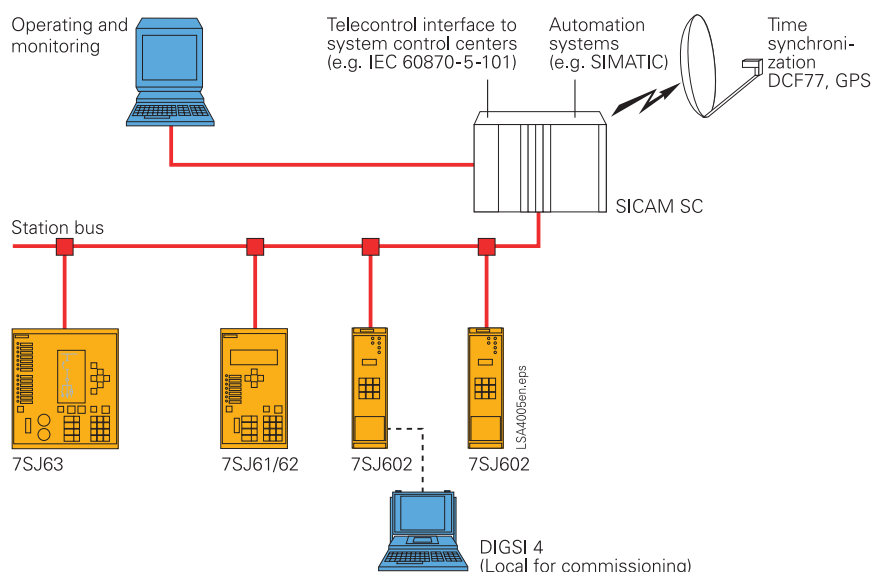 Operating and
monitoring
Telecontrol interface to
system control centers
(e.g. IEC 60870-5-101)
Automation
systems
(e.g. SIMATIC)
Time
synchroni-
zation
DCF77, GPS
SICAM SC
Station bus
LSA4005en.eps
7SJ63
7SJ61/62
7SJ602
7SJ602
DIGSI 4
(Local for commissioning)